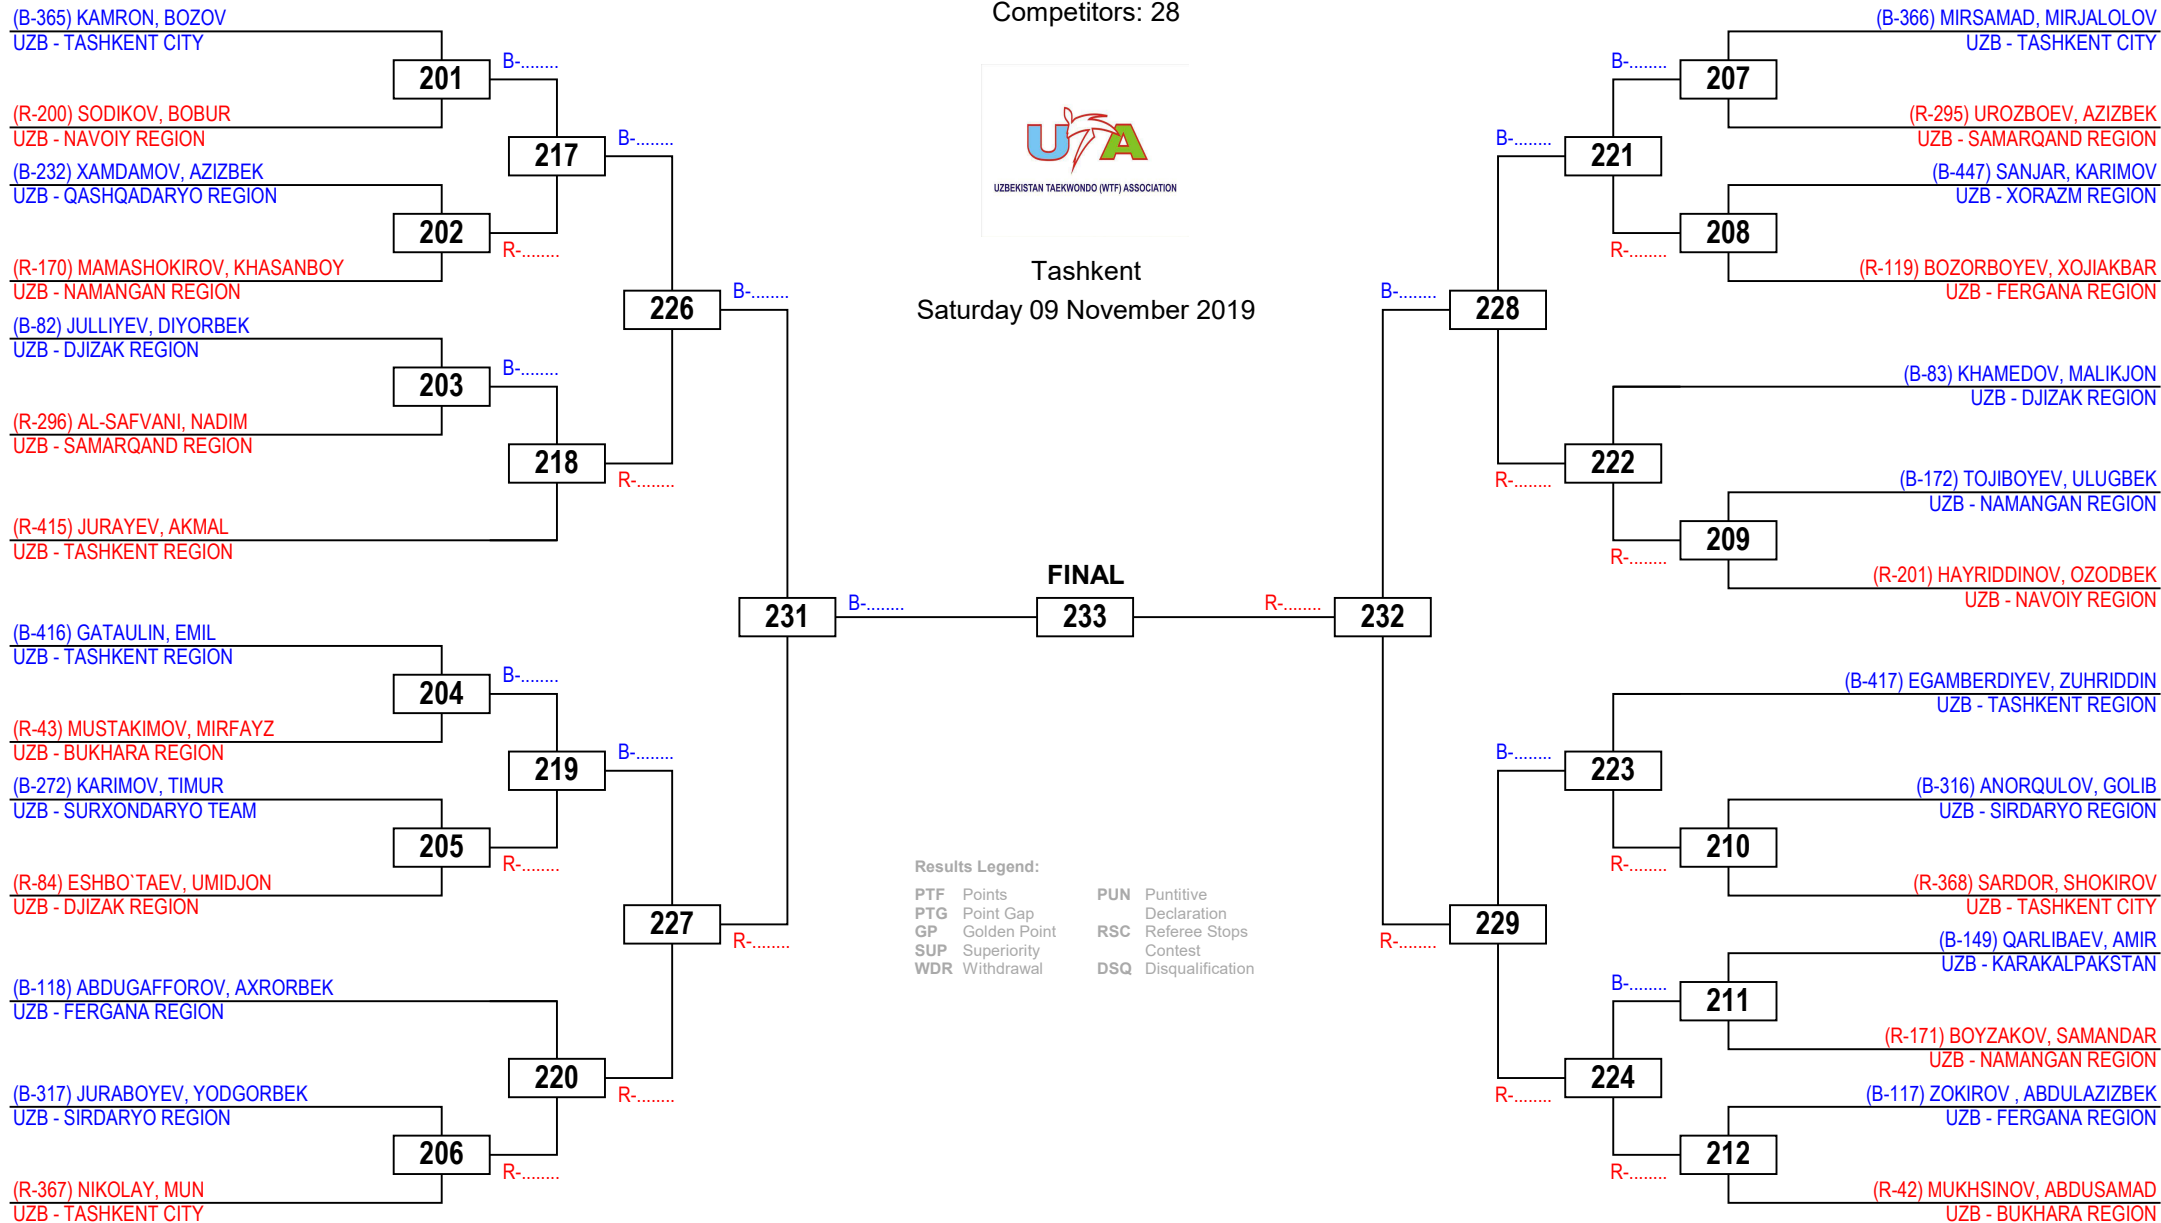 Competitors: 28
UTA
UZBEKISTAN TAEKWONDO (WTF) ASSOCIATION
Tashkent
Saturday 09 November 2019
(B-365) KAMRON, BOZOV
UZB - TASHKENT CITY
201
B-........
(R-200) SODIKOV, BOBUR
UZB - NAVOIY REGION
217
B-........
(B-232) XAMDAMOV, AZIZBEK
UZB - QASHQADARYO REGION
202
R-........
(R-170) MAMASHOKIROV, KHASANBOY
UZB - NAMANGAN REGION
226
B-........
(B-82) JULLIYEV, DIYORBEK
UZB - DJIZAK REGION
203
B-........
(R-296) AL-SAFVANI, NADIM
UZB - SAMARQAND REGION
218
R-........
(R-415) JURAYEV, AKMAL
UZB - TASHKENT REGION
231
B-........
(B-416) GATAULIN, EMIL
UZB - TASHKENT REGION
204
B-........
(R-43) MUSTAKIMOV, MIRFAYZ
UZB - BUKHARA REGION
219
B-........
(B-272) KARIMOV, TIMUR
UZB - SURXONDARYO TEAM
205
R-........
(R-84) ESHBO`TAEV, UMIDJON
UZB - DJIZAK REGION
227
R-........
(B-118) ABDUGAFFOROV, AXRORBEK
UZB - FERGANA REGION
220
R-........
(B-317) JURABOYEV, YODGORBEK
UZB - SIRDARYO REGION
206
R-........
(R-367) NIKOLAY, MUN
UZB - TASHKENT CITY
FINAL
233
Results Legend:
PTF Points
PTG Point Gap
GP Golden Point
SUP Superiority
WDR Withdrawal
PUN Puntitive
Declaration
RSC Referee Stops
Contest
DSQ Disqualification
(B-366) MIRSAMAD, MIRJALOLOV
UZB - TASHKENT CITY
B-........
207
(R-295) UROZBOEV, AZIZBEK
UZB - SAMARQAND REGION
B-........
221
(B-447) SANJAR, KARIMOV
UZB - XORAZM REGION
R-........
208
(R-119) BOZORBOYEV, XOJIAKBAR
UZB - FERGANA REGION
B-........
228
(B-83) KHAMEDOV, MALIKJON
UZB - DJIZAK REGION
R-........
222
(B-172) TOJIBOYEV, ULUGBEK
UZB - NAMANGAN REGION
R-........
209
(R-201) HAYRIDDINOV, OZODBEK
UZB - NAVOIY REGION
R-........
232
(B-417) EGAMBERDIYEV, ZUHRIDDIN
UZB - TASHKENT REGION
B-........
223
(B-316) ANORQULOV, GOLIB
UZB - SIRDARYO REGION
R-........
210
(R-368) SARDOR, SHOKIROV
UZB - TASHKENT CITY
R-........
229
(B-149) QARLIBAEV, AMIR
UZB - KARAKALPAKSTAN
B-........
211
(R-171) BOYZAKOV, SAMANDAR
UZB - NAMANGAN REGION
R-........
224
(B-117) ZOKIROV , ABDULAZIZBEK
UZB - FERGANA REGION
R-........
212
(R-42) MUKHSINOV, ABDUSAMAD
UZB - BUKHARA REGION